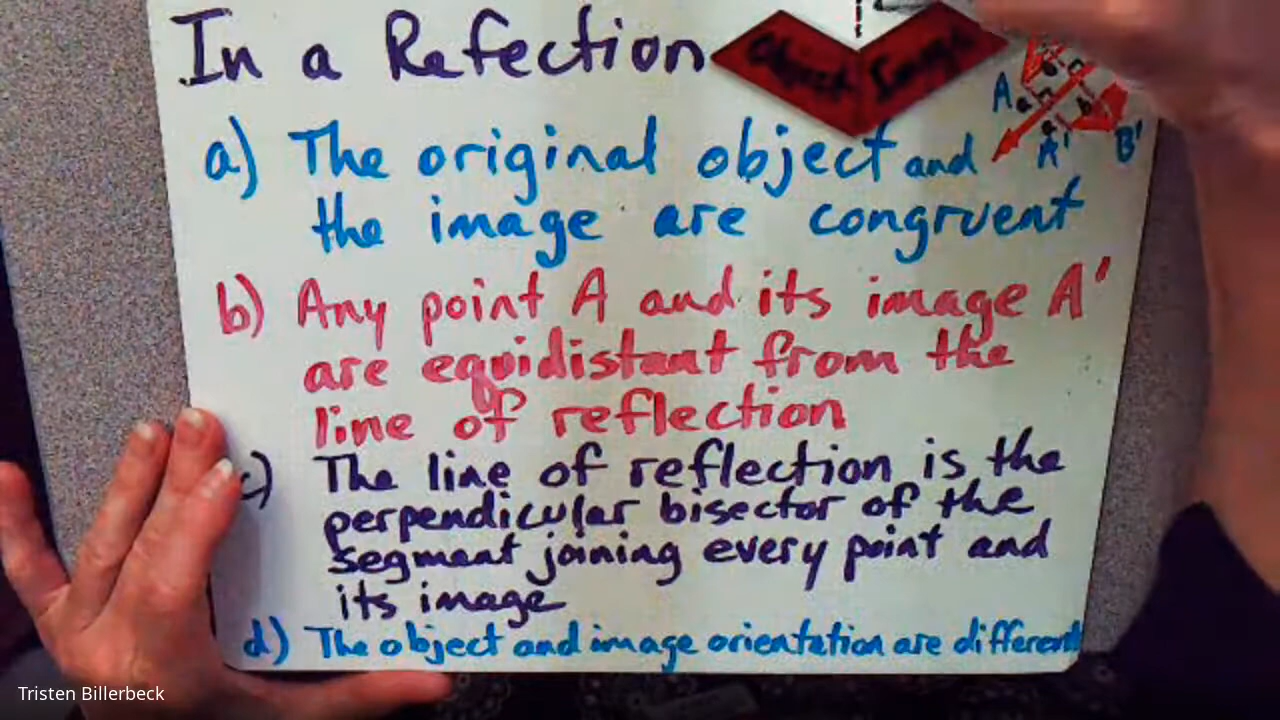 In a Refection
Object Image
A a b
a A' B'
a) The original object and
the image are congruent
b) Any point A and its image A'
are equidistant from the
line of reflection
c) The line of reflection is the
perpendicular bisector of the
segment joining every point and
its image
d) The object and image orientation are different
Tristen Billerbeck